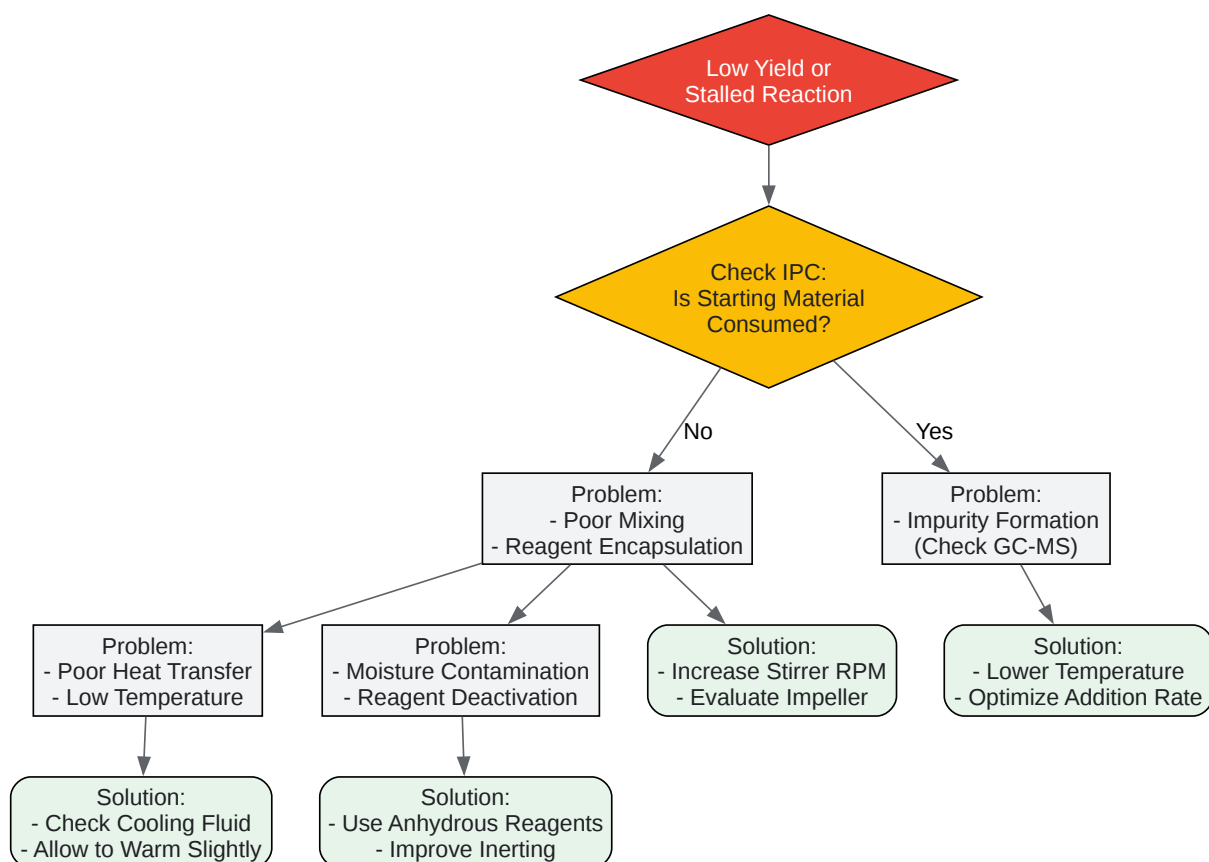 Low Yield or
Stalled Reaction
Check IPC:
Is Starting Material
Consumed?
No
Yes
Problem:
- Poor Mixing
- Reagent Encapsulation
Problem:
- Impurity Formation
(Check GC-MS)
Problem:
- Poor Heat Transfer
- Low Temperature
Problem:
- Moisture Contamination
- Reagent Deactivation
Solution:
- Increase Stirrer RPM
- Evaluate Impeller
Solution:
- Lower Temperature
- Optimize Addition Rate
Solution:
- Check Cooling Fluid
- Allow to Warm Slightly
Solution:
- Use Anhydrous Reagents
- Improve Inerting